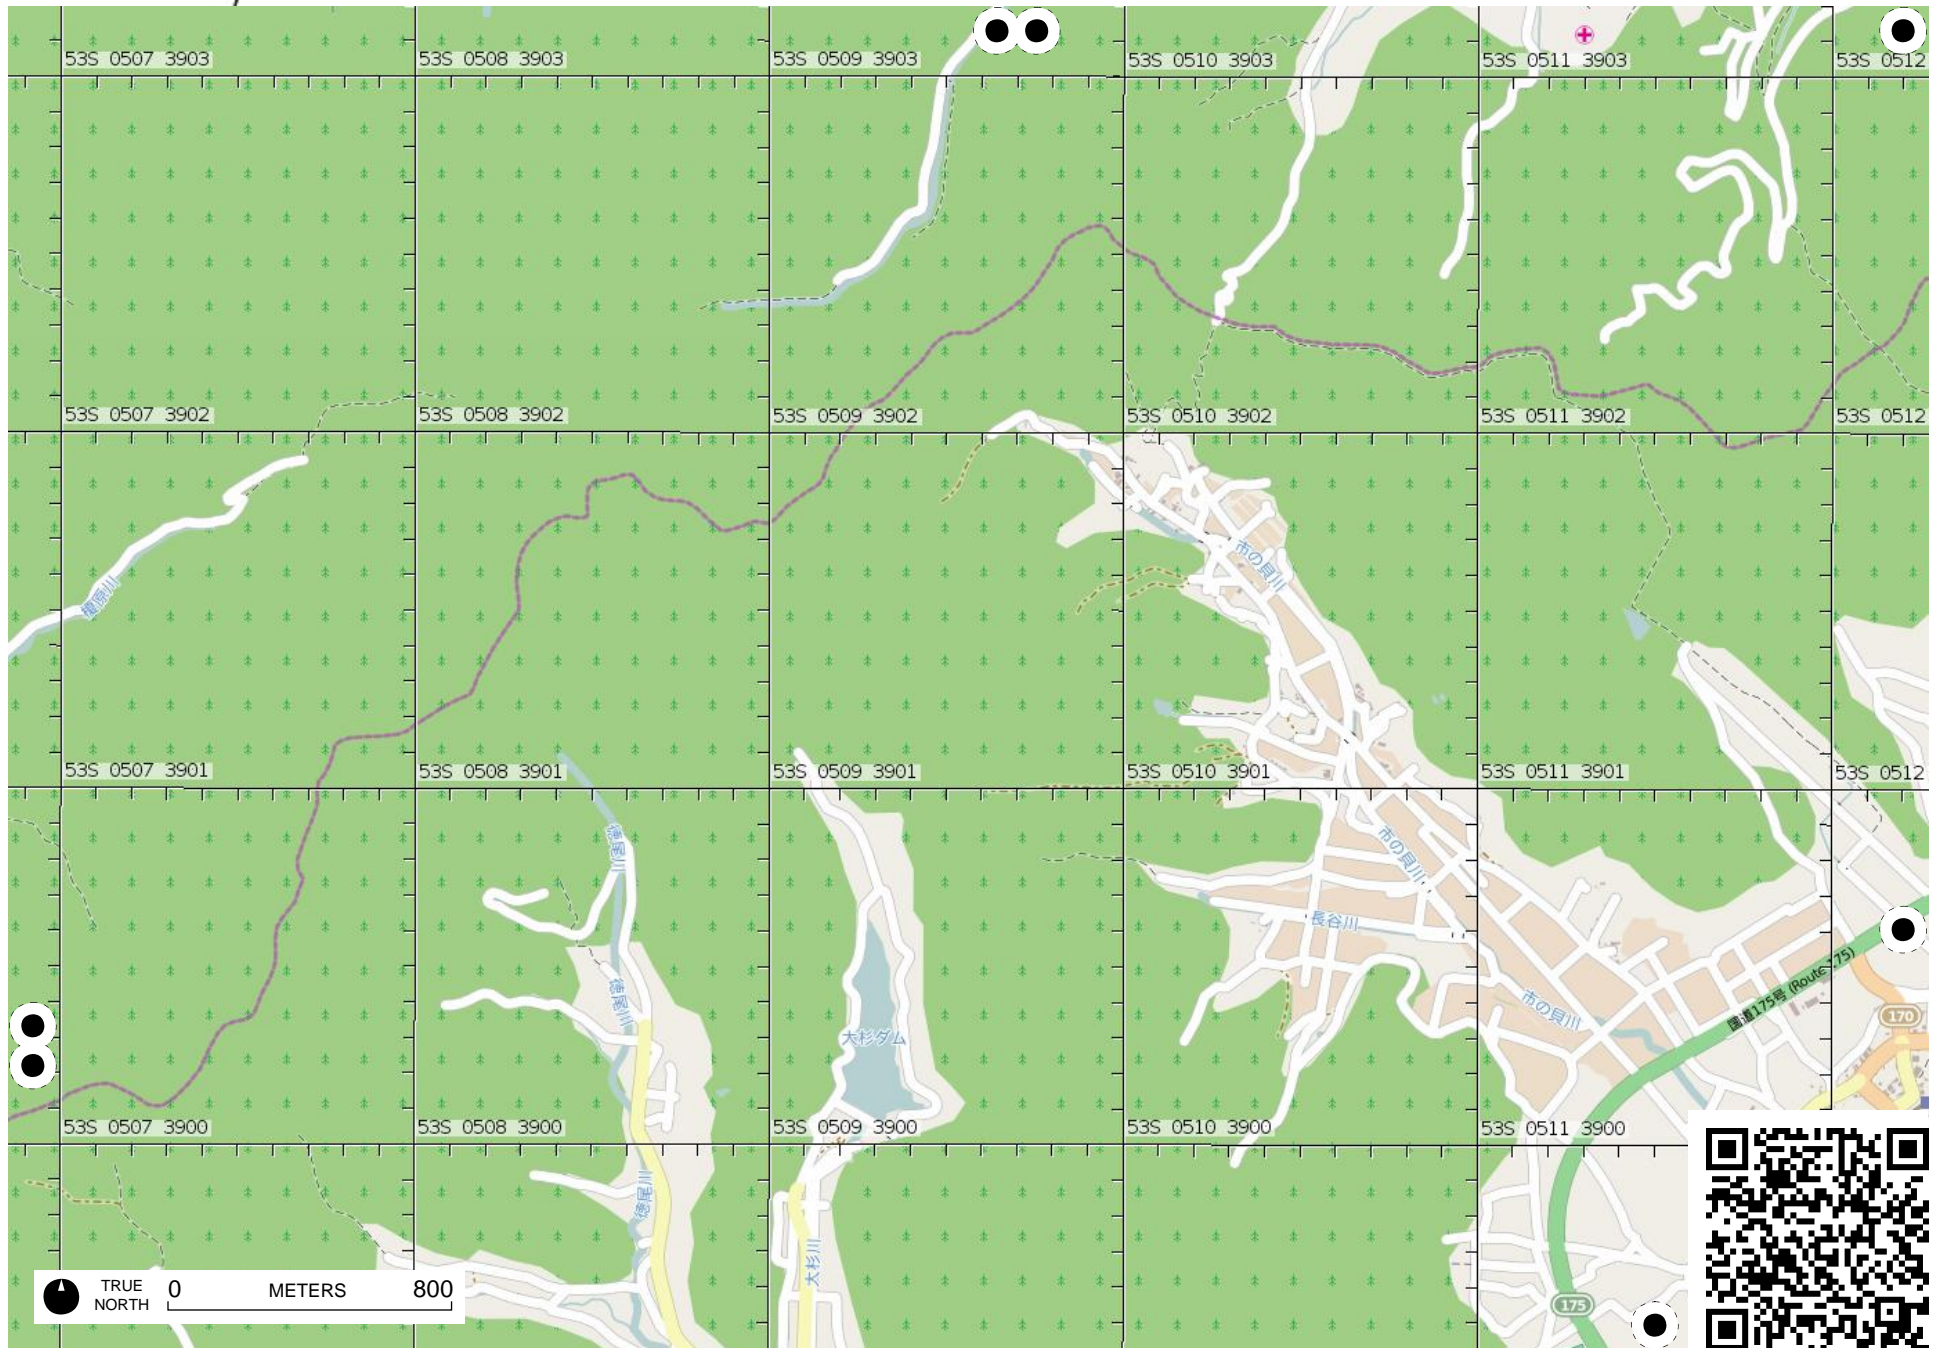 53S 0507 3903
53S 0508 3903
53S 0509 3903
53S 0510 3903
53S 0511 3903
53S 0512
53S 0507 3902
53S 0508 3902
53S 0509 3902
53S 0510 3902
53S 0511 3902
53S 0512
市の貝川
榎原川
53S 0507 3901
53S 0508 3901
53S 0509 3901
53S 0510 3901
53S 0511 3901
53S 0512
徳尾川
市の貝川
長谷川
国道175号 (Route 175)
徳尾川
市の貝川
170
大杉ダム
53S 0507 3900
53S 0508 3900
53S 0509 3900
53S 0510 3900
53S 0511 3900
徳尾川
大杉川
TRUE NORTH
0 METERS 800
175